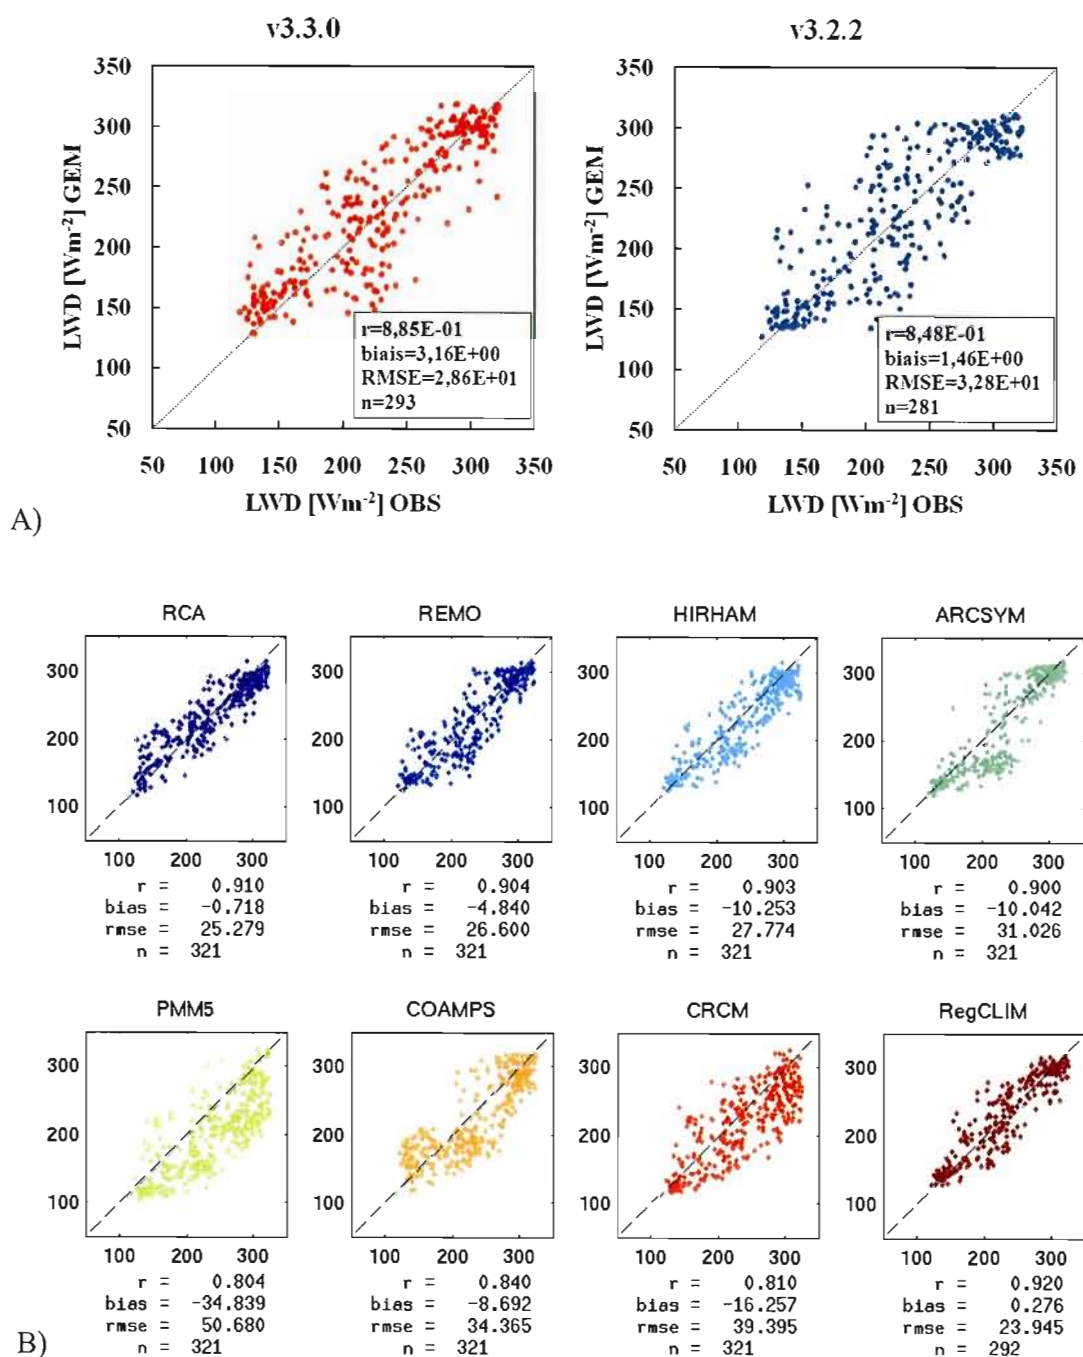 v3.3.0
v3.2.2
350
300
250
200
150
100
50
LWD [Wm⁻²] GEM
r=8,85E-01
biais=3,16E+00
RMSE=2,86E+01
n=293
50 100 150 200 250 300 350
LWD [Wm⁻²] OBS
350
300
250
200
150
100
50
LWD [Wm⁻²] GEM
r=8,48E-01
biais=1,46E+00
RMSE=3,28E+01
n=281
50 100 150 200 250 300 350
LWD [Wm⁻²] OBS
A)
RCA
300
200
100
100 200 300
r = 0.910
bias = -0.718
rmse = 25.279
n = 321
REMO
300
200
100
100 200 300
r = 0.904
bias = -4.840
rmse = 26.600
n = 321
HIRHAM
300
200
100
100 200 300
r = 0.903
bias = -10.253
rmse = 27.774
n = 321
ARCSYM
300
200
100
100 200 300
r = 0.900
bias = -10.042
rmse = 31.026
n = 321
PMM5
300
200
100
100 200 300
r = 0.804
bias = -34.839
rmse = 50.680
n = 321
COAMPS
300
200
100
100 200 300
r = 0.840
bias = -8.692
rmse = 34.365
n = 321
CRCM
300
200
100
100 200 300
r = 0.810
bias = -16.257
rmse = 39.395
n = 321
RegCLIM
300
200
100
100 200 300
r = 0.920
bias = 0.276
rmse = 23.945
n = 292
B)